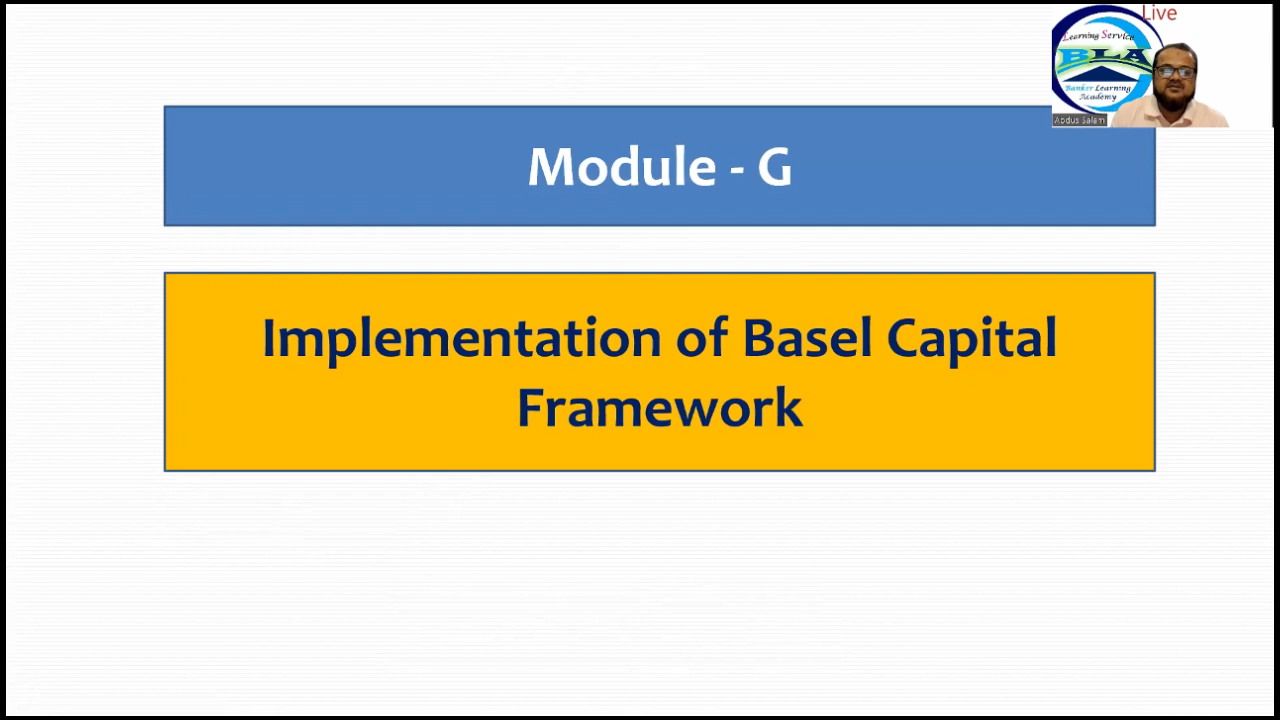 Live
Learning Service
BLA
Banker Learning
Academy
Abdus Salam
Module - G
Implementation of Basel Capital
Framework